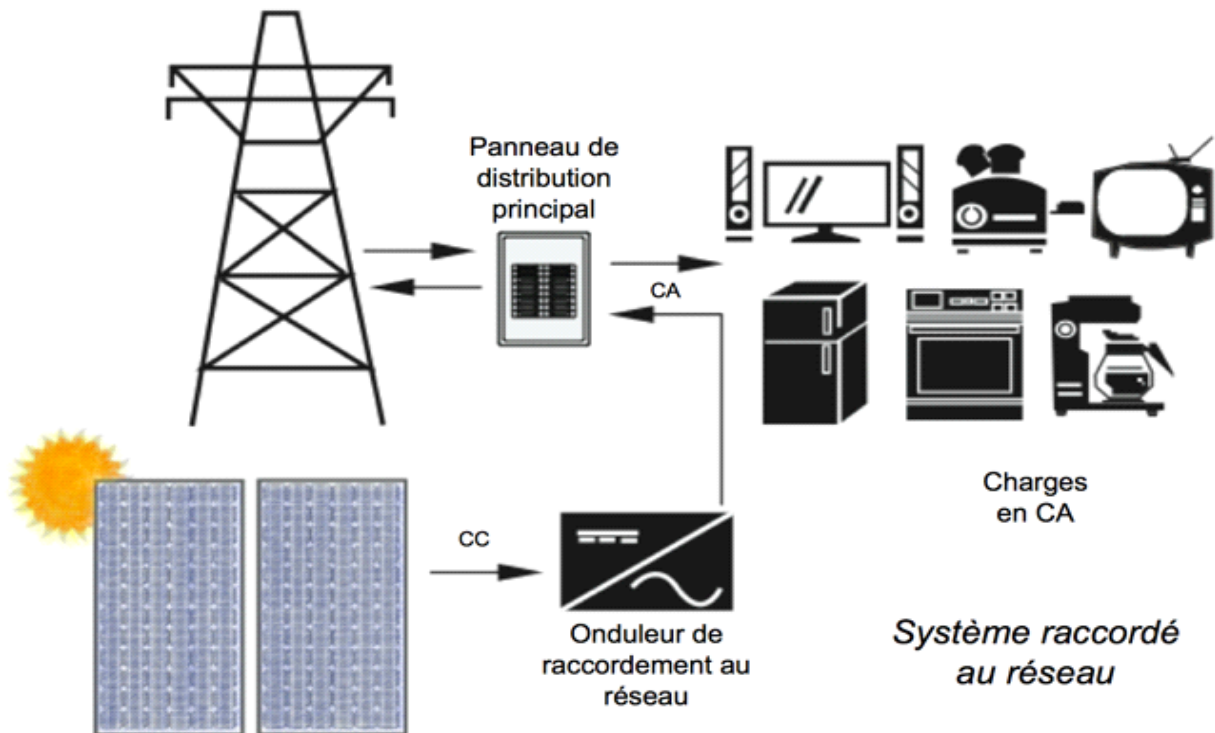 Panneau de
distribution
principal
CA
Charges
en CA
CC
Onduleur de
raccordement au
réseau
Système raccordé
au réseau